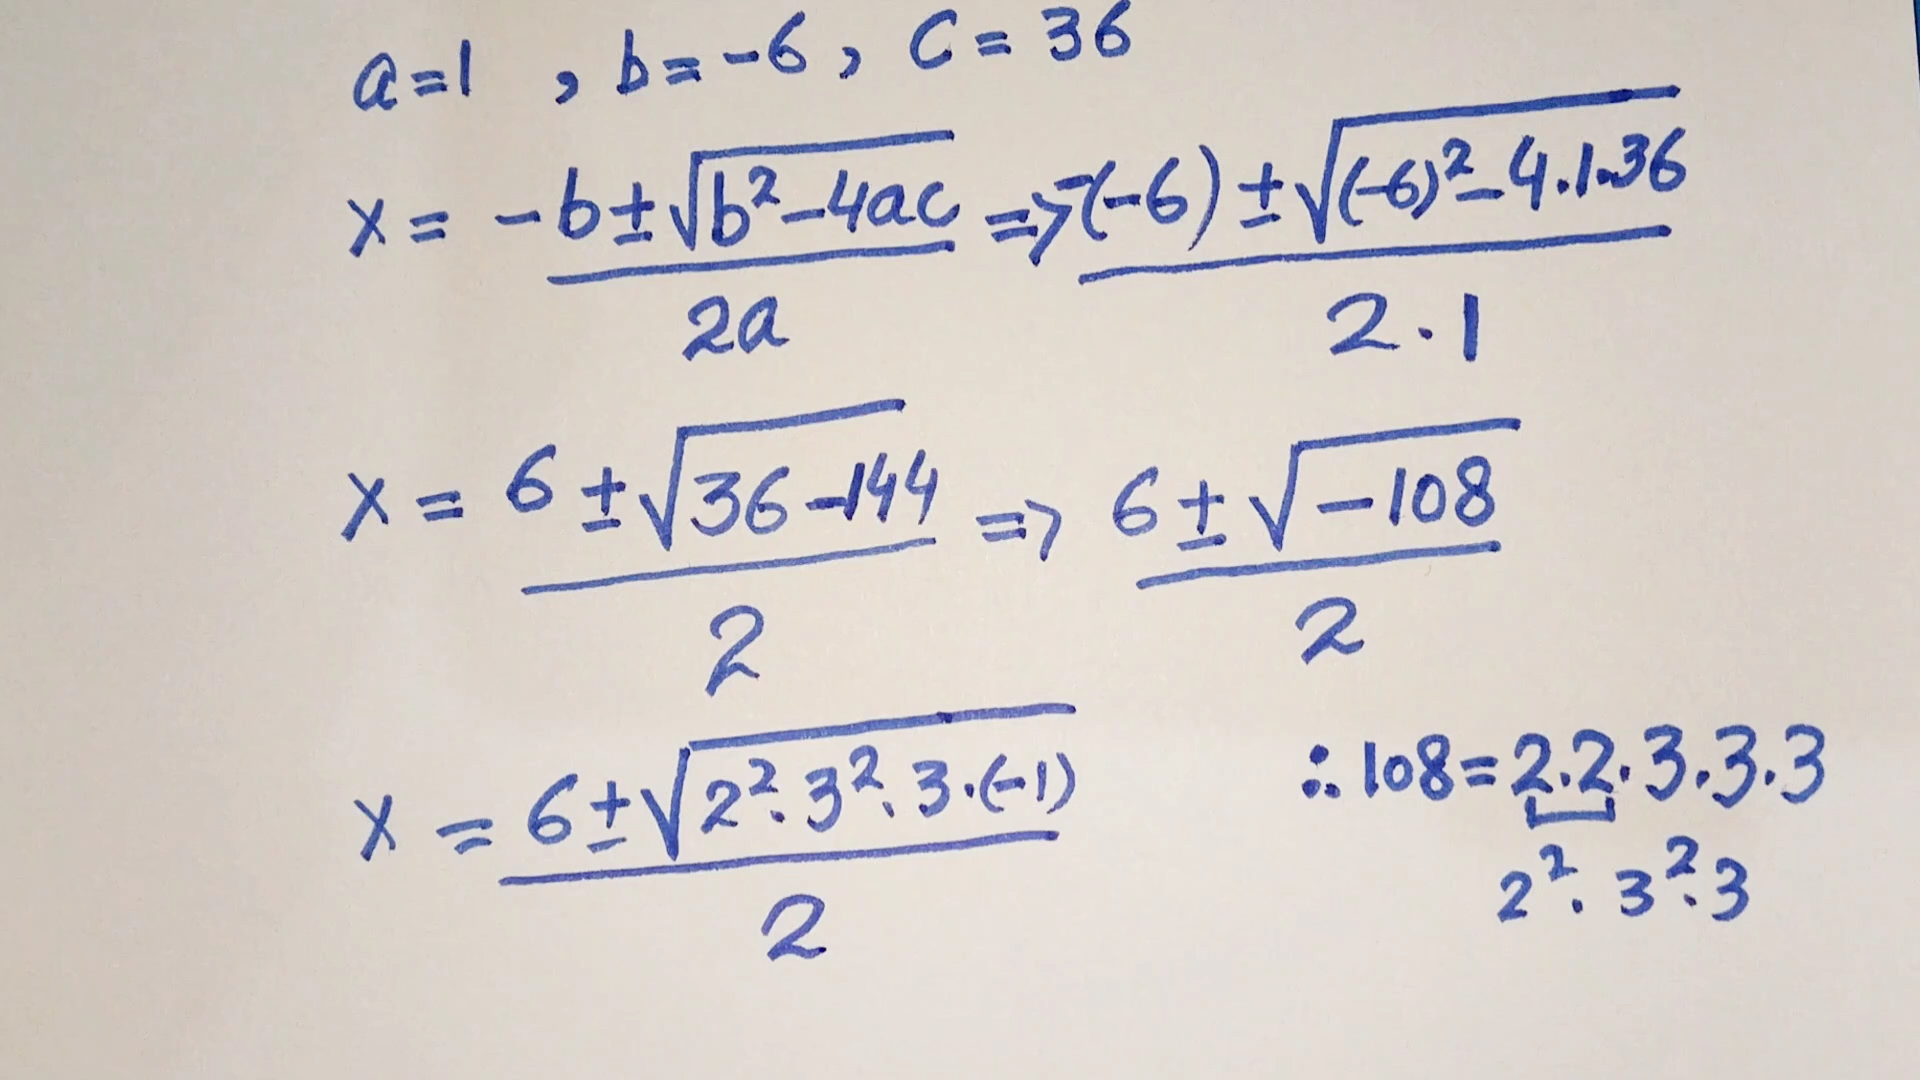 a=1 , b=-6, C=36
x = -b±√b²-4ac / 2a => -(-6)±√(-6)²-4.1.36 / 2.1
x = 6±√36-144 / 2 => 6±√-108 / 2
x = 6±√2².3².3.(-1) / 2
∴108=2.2.3.3.3
2².3².3